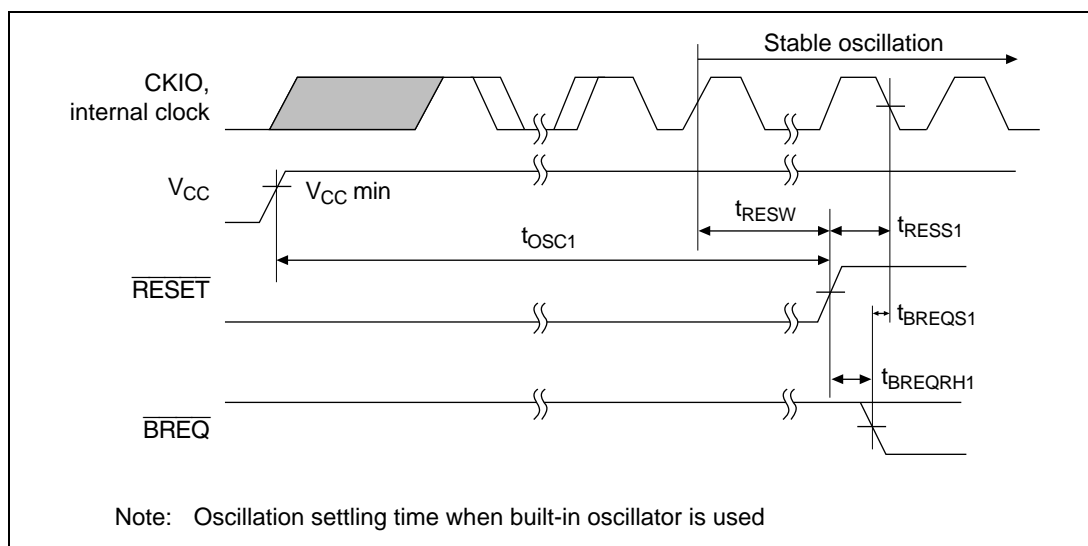 Stable oscillation
CKIO,
internal clock
VCC
VCC min
tRESW
tRESS1
tOSC1
RESET
tBREQS1
tBREQRH1
BREQ
Note: Oscillation settling time when built-in oscillator is used